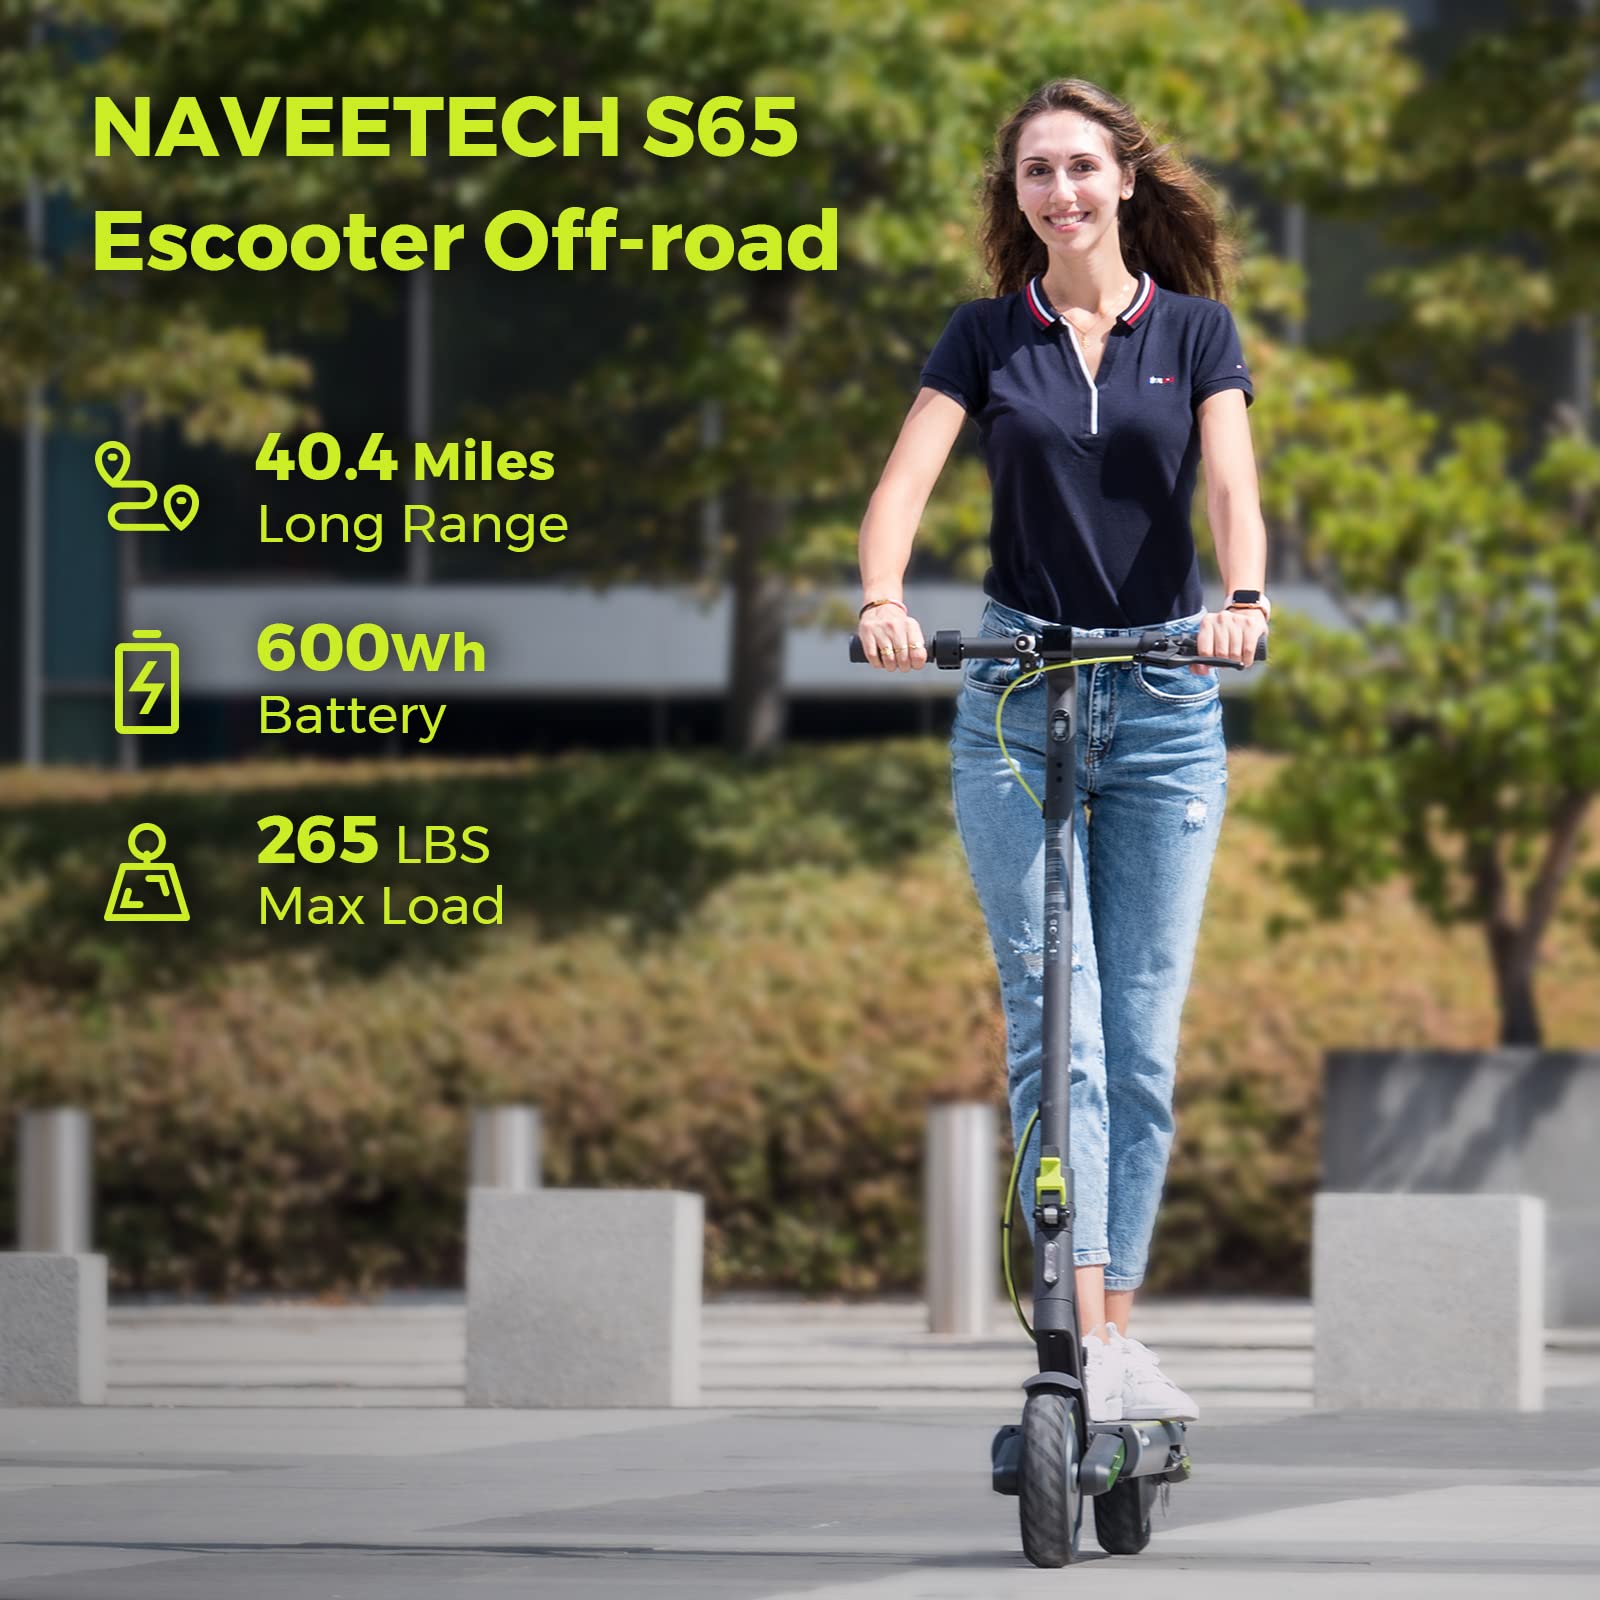 NAVEETECH S65
Escooter Off-road
40.4 Miles
Long Range
600Wh
Battery
265 LBS
Max Load